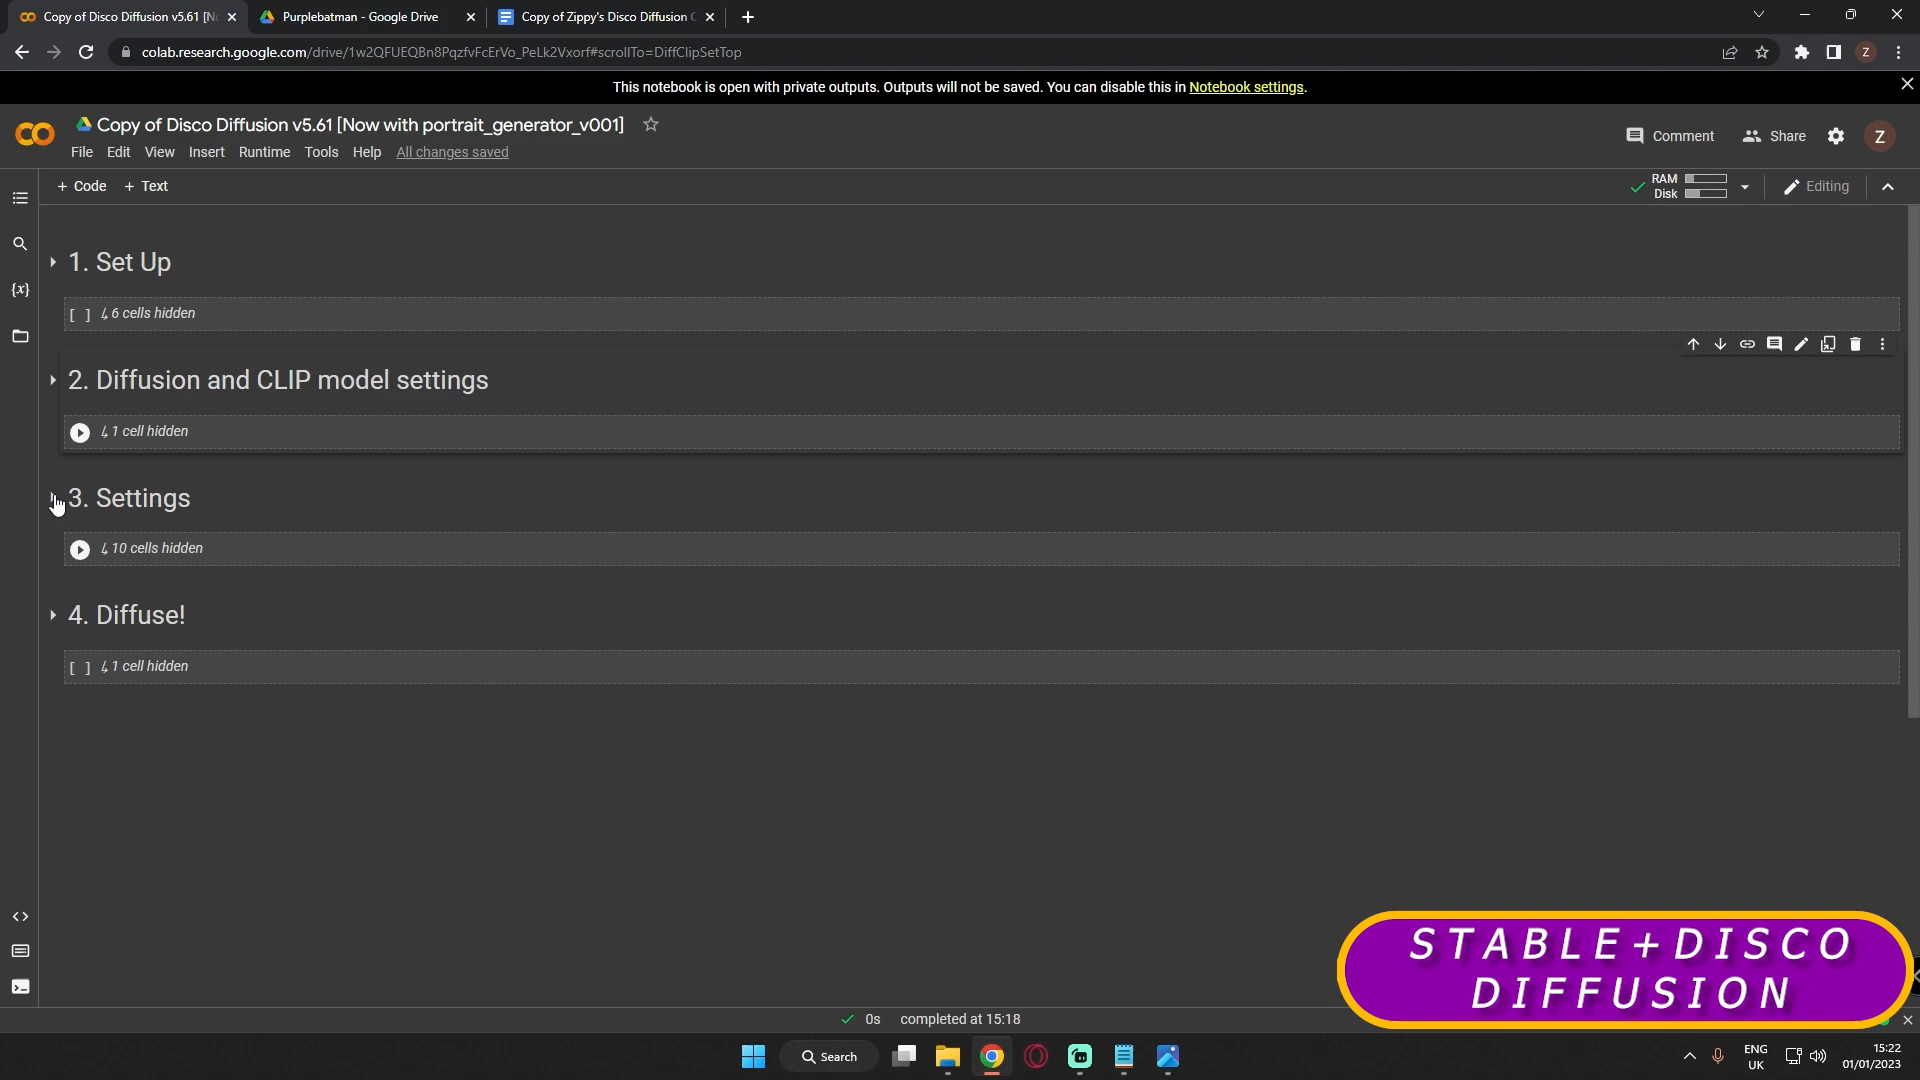 Copy of Disco Diffusion v5.61 [N
Purplebatman - Google Drive
Copy of Zippy's Disco Diffusion
colab.research.google.com/drive/1w2QFUEQBn8PqzfvFcErVo_PeLk2Vxorf#scrollTo=DiffClipSetTop
Z
This notebook is open with private outputs. Outputs will not be saved. You can disable this in Notebook settings.
CO
Copy of Disco Diffusion v5.61 [Now with portrait_generator_v001]
Comment
Share
Z
File Edit View Insert Runtime Tools Help All changes saved
+ Code + Text
RAM
Disk
Editing
{x}
1. Set Up
[ ] 6 cells hidden
2. Diffusion and CLIP model settings
1 cell hidden
3. Settings
10 cells hidden
4. Diffuse!
[ ] 1 cell hidden
STABLE+DISCO
DIFFUSION
0s completed at 15:18
Search
ENG
UK
15:22
01/01/2023